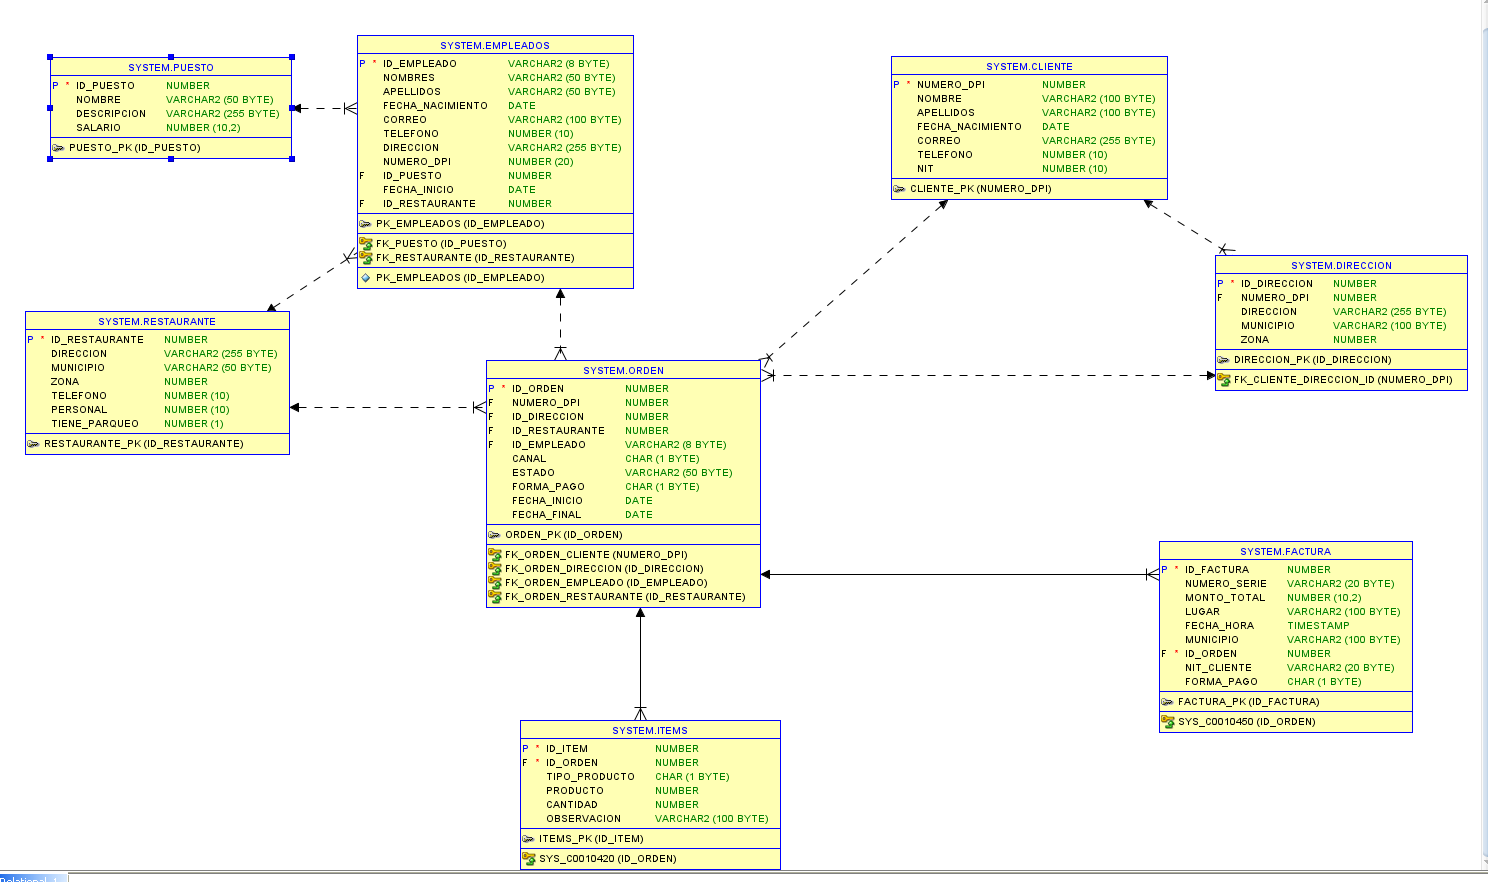 SYSTEM.PUESTO
P * ID_PUESTO NUMBER
NOMBRE VARCHAR2 (50 BYTE)
DESCRIPCION VARCHAR2 (255 BYTE)
SALARIO NUMBER (10,2)
PUESTO_PK (ID_PUESTO)
SYSTEM.EMPLEADOS
P * ID_EMPLEADO VARCHAR2 (8 BYTE)
NOMBRES VARCHAR2 (50 BYTE)
APELLIDOS VARCHAR2 (50 BYTE)
FECHA_NACIMIENTO DATE
CORREO VARCHAR2 (100 BYTE)
TELEFONO NUMBER (10)
DIRECCION VARCHAR2 (255 BYTE)
NUMERO_DPI NUMBER (20)
F ID_PUESTO NUMBER
FECHA_INICIO DATE
F ID_RESTAURANTE NUMBER
PK_EMPLEADOS (ID_EMPLEADO)
FK_PUESTO (ID_PUESTO)
FK_RESTAURANTE (ID_RESTAURANTE)
PK_EMPLEADOS (ID_EMPLEADO)
SYSTEM.CLIENTE
P * NUMERO_DPI NUMBER
NOMBRE VARCHAR2 (100 BYTE)
APELLIDOS VARCHAR2 (100 BYTE)
FECHA_NACIMIENTO DATE
CORREO VARCHAR2 (255 BYTE)
TELEFONO NUMBER (10)
NIT NUMBER (10)
CLIENTE_PK (NUMERO_DPI)
SYSTEM.DIRECCION
P * ID_DIRECCION NUMBER
F NUMERO_DPI NUMBER
DIRECCION VARCHAR2 (255 BYTE)
MUNICIPIO VARCHAR2 (100 BYTE)
ZONA NUMBER
DIRECCION_PK (ID_DIRECCION)
FK_CLIENTE_DIRECCION_ID (NUMERO_DPI)
SYSTEM.RESTAURANTE
P * ID_RESTAURANTE NUMBER
DIRECCION VARCHAR2 (255 BYTE)
MUNICIPIO VARCHAR2 (50 BYTE)
ZONA NUMBER
TELEFONO NUMBER (10)
PERSONAL NUMBER (10)
TIENE_PARQUEO NUMBER (1)
RESTAURANTE_PK (ID_RESTAURANTE)
SYSTEM.ORDEN
P * ID_ORDEN NUMBER
F NUMERO_DPI NUMBER
F ID_DIRECCION NUMBER
F ID_RESTAURANTE NUMBER
F ID_EMPLEADO VARCHAR2 (8 BYTE)
CANAL CHAR (1 BYTE)
ESTADO VARCHAR2 (50 BYTE)
FORMA_PAGO CHAR (1 BYTE)
FECHA_INICIO DATE
FECHA_FINAL DATE
ORDEN_PK (ID_ORDEN)
FK_ORDEN_CLIENTE (NUMERO_DPI)
FK_ORDEN_DIRECCION (ID_DIRECCION)
FK_ORDEN_EMPLEADO (ID_EMPLEADO)
FK_ORDEN_RESTAURANTE (ID_RESTAURANTE)
SYSTEM.FACTURA
P * ID_FACTURA NUMBER
NUMERO_SERIE VARCHAR2 (20 BYTE)
MONTO_TOTAL NUMBER (10,2)
LUGAR VARCHAR2 (100 BYTE)
FECHA_HORA TIMESTAMP
MUNICIPIO VARCHAR2 (100 BYTE)
F * ID_ORDEN NUMBER
NIT_CLIENTE VARCHAR2 (20 BYTE)
FORMA_PAGO CHAR (1 BYTE)
FACTURA_PK (ID_FACTURA)
SYS_C0010450 (ID_ORDEN)
SYSTEM.ITEMS
P * ID_ITEM NUMBER
F * ID_ORDEN NUMBER
TIPO_PRODUCTO CHAR (1 BYTE)
PRODUCTO NUMBER
CANTIDAD NUMBER
OBSERVACION VARCHAR2 (100 BYTE)
ITEMS_PK (ID_ITEM)
SYS_C0010420 (ID_ORDEN)